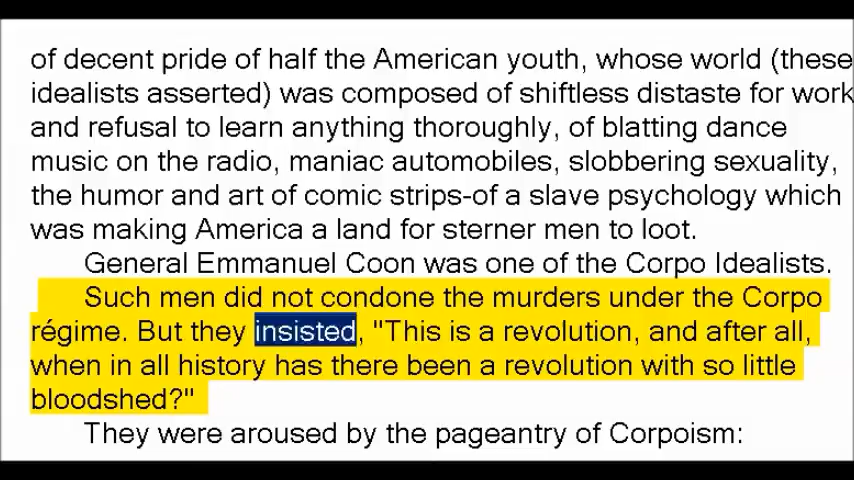 of decent pride of half the American youth, whose world (these
idealists asserted) was composed of shiftless distaste for work
and refusal to learn anything thoroughly, of blatting dance
music on the radio, maniac automobiles, slobbering sexuality,
the humor and art of comic strips-of a slave psychology which
was making America a land for sterner men to loot.
General Emmanuel Coon was one of the Corpo Idealists.
Such men did not condone the murders under the Corpo
régime. But they insisted, "This is a revolution, and after all,
when in all history has there been a revolution with so little
bloodshed?"
They were aroused by the pageantry of Corpoism: